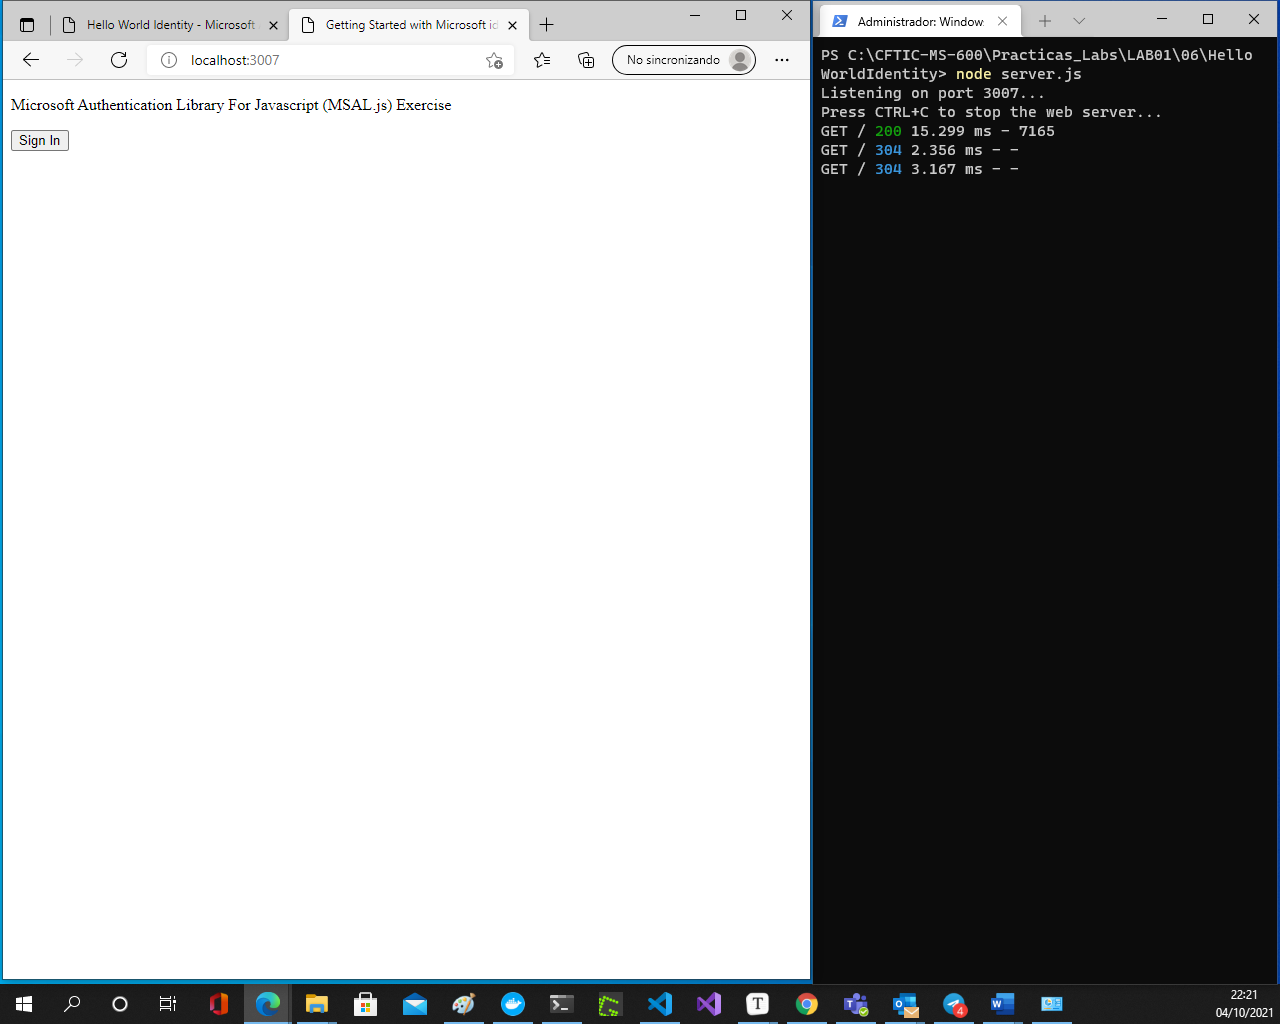 Hello World Identity - Microsoft
Getting Started with Microsoft id
localhost:3007
No sincronizando
Microsoft Authentication Library For Javascript (MSAL.js) Exercise
Sign In
Administrador: Windows
PS C:\CFTIC-MS-600\Practicas_Labs\LAB01\06\Hello
WorldIdentity> node server.js
Listening on port 3007...
Press CTRL+C to stop the web server...
GET / 200 15.299 ms - 7165
GET / 304 2.356 ms - -
GET / 304 3.167 ms - -
4
22:21
04/10/2021